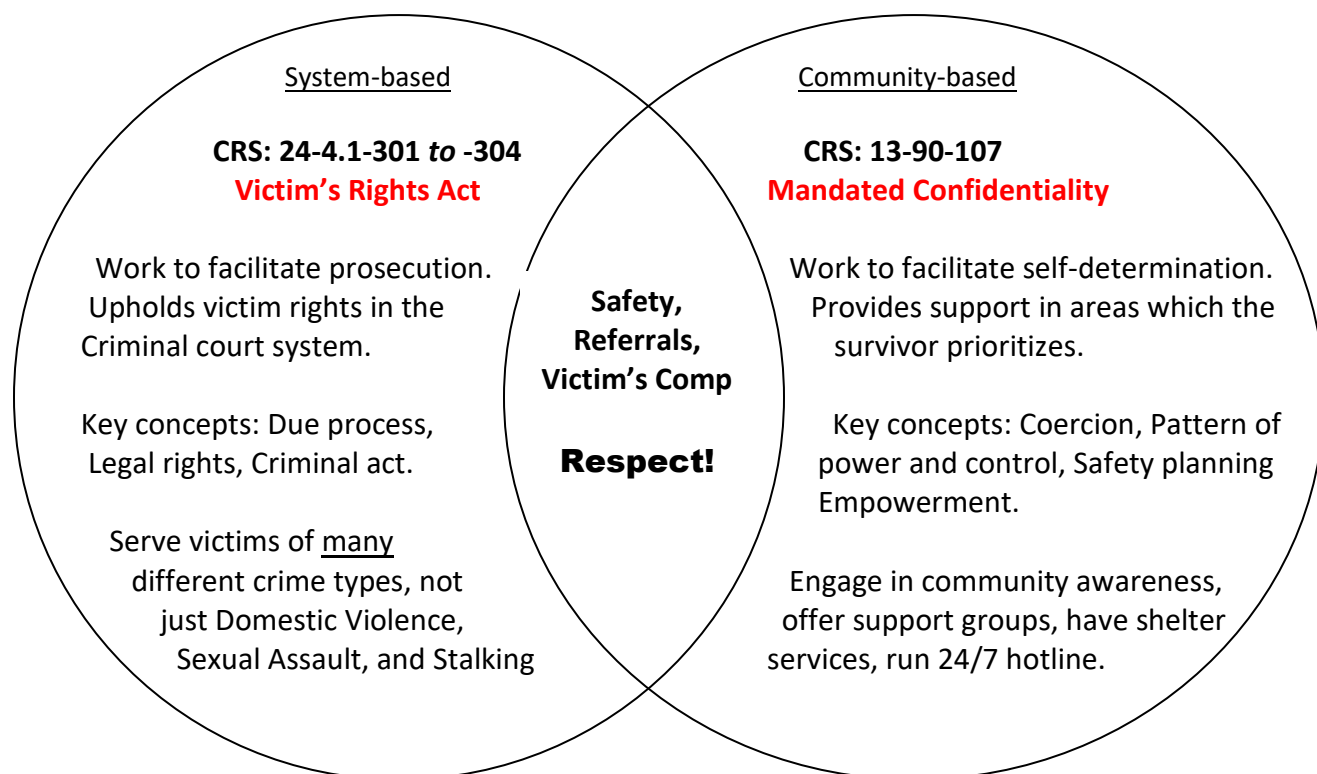 System-based
CRS: 24-4.1-301 to -304
Victim’s Rights Act
Work to facilitate prosecution.
Upholds victim rights in the
Criminal court system.
Key concepts: Due process,
Legal rights, Criminal act.
Serve victims of many
different crime types, not
just Domestic Violence,
Sexual Assault, and Stalking
Safety,
Referrals,
Victim’s Comp
Respect!
Community-based
CRS: 13-90-107
Mandated Confidentiality
Work to facilitate self-determination.
Provides support in areas which the
survivor prioritizes.
Key concepts: Coercion, Pattern of
power and control, Safety planning
Empowerment.
Engage in community awareness,
offer support groups, have shelter
services, run 24/7 hotline.